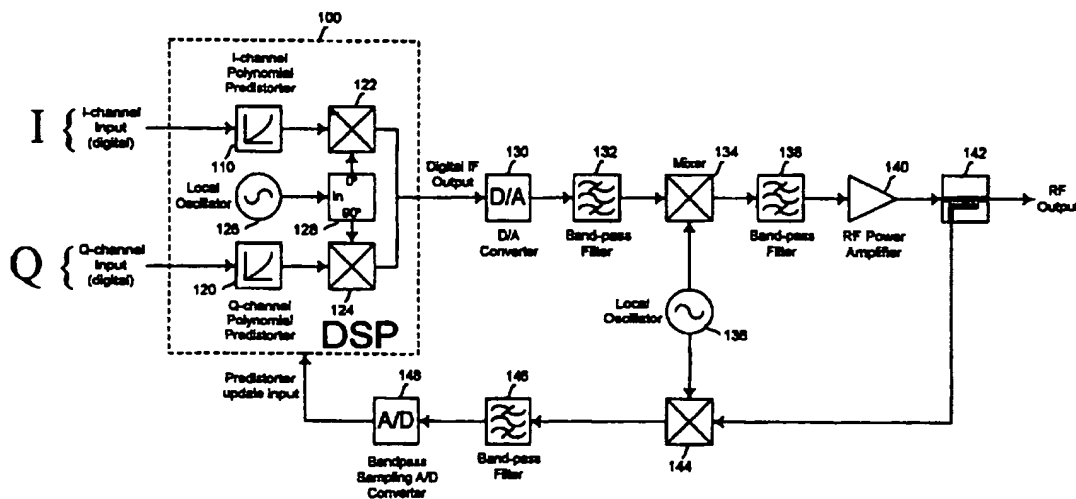 100
I-channel
Polynomial
Predistorter
122
I { I-channel
Input
(digital)
110
Local
Oscillator
126
In
0°
90°
128
Q { Q-channel
Input
(digital)
120
Q-channel
Polynomial
Predistorter
124
DSP
Digital IF
Output
130
D/A
D/A
Converter
132
Band-pass
Filter
Mixer
134
136
Band-pass
Filter
140
RF Power
Amplifier
142
RF
Output
Local
Oscillator
138
144
146
Band-pass
Filter
148
A/D
Bandpass
Sampling A/D
Converter
Predistorter
update input